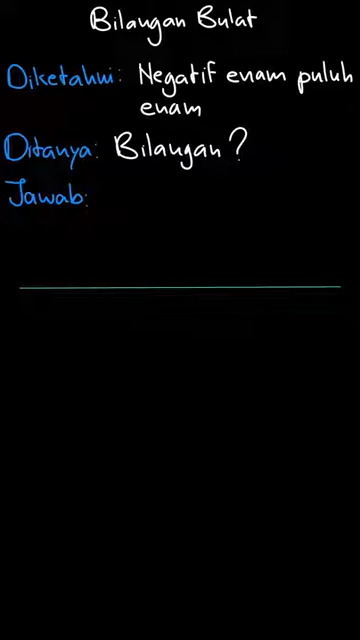 Bilangan Bulat
Diketahui: Negatif enam puluh
enam
Ditanya: Bilangan?
Jawab: